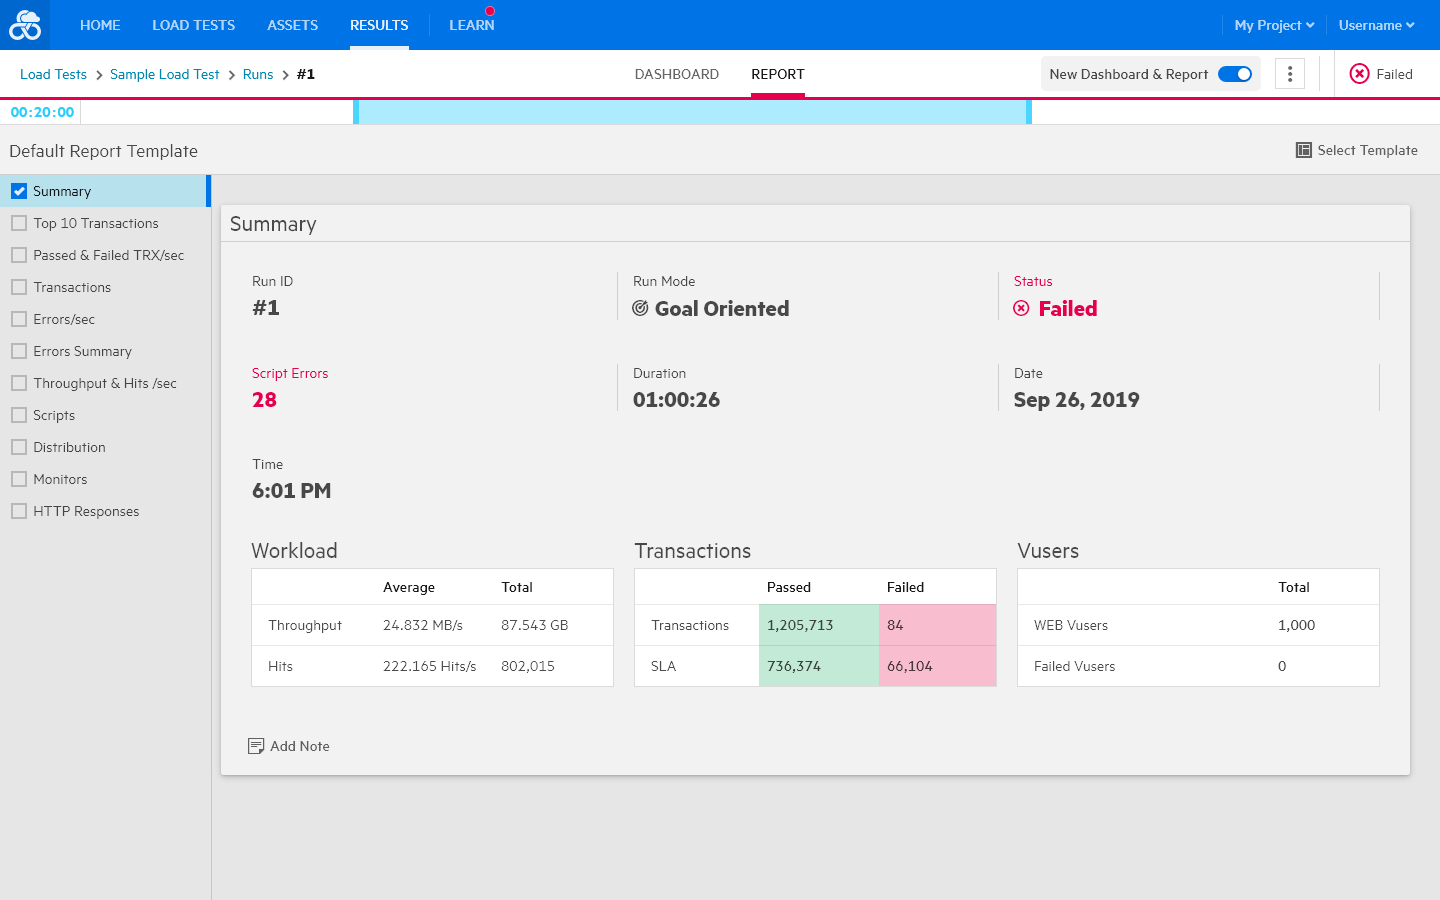 HOME LOAD TESTS ASSETS RESULTS LEARN My Project Username
Load Tests Sample Load Test Runs #1 DASHBOARD REPORT New Dashboard & Report Failed
00:20:00
Default Report Template Select Template
Summary
Top 10 Transactions
Passed & Failed TRX/sec
Transactions
Errors/sec
Errors Summary
Throughput & Hits /sec
Scripts
Distribution
Monitors
HTTP Responses
Summary
Run ID Run Mode Status
#1 Goal Oriented Failed
Script Errors Duration Date
28 01:00:26 Sep 26, 2019
Time
6:01 PM
Workload
Average Total
Throughput 24.832 MB/s 87.543 GB
Hits 222.165 Hits/s 802,015
Transactions
Passed Failed
Transactions 1,205,713 84
SLA 736,374 66,104
Vusers
Total
WEB Vusers 1,000
Failed Vusers 0
Add Note